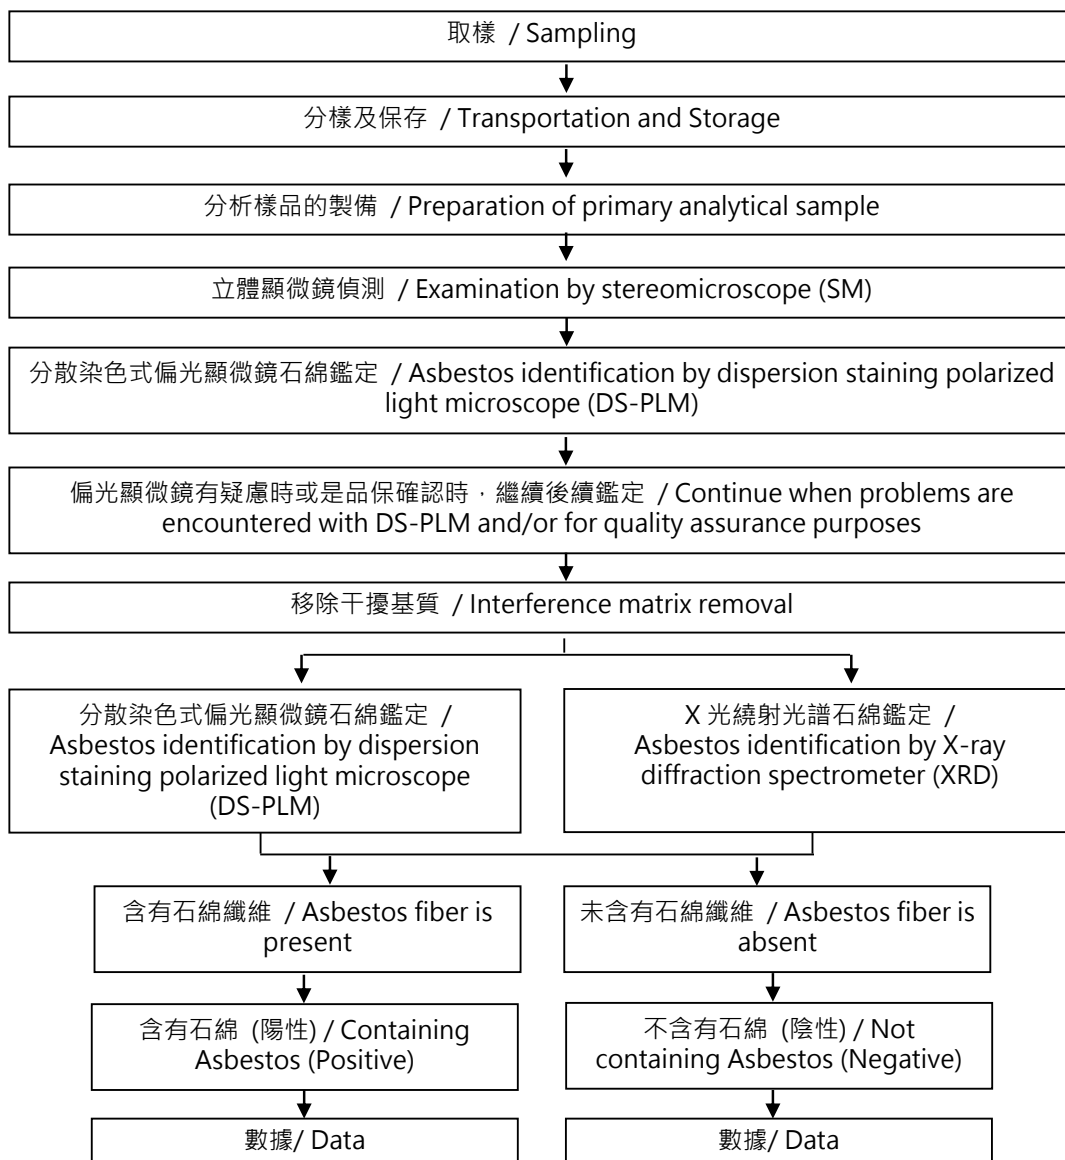 取樣 / Sampling
分樣及保存 / Transportation and Storage
分析樣品的製備 / Preparation of primary analytical sample
立體顯微鏡偵測 / Examination by stereomicroscope (SM)
分散染色式偏光顯微鏡石綿鑑定 / Asbestos identification by dispersion staining polarized
light microscope (DS-PLM)
偏光顯微鏡有疑慮時或是品保確認時，繼續後續鑑定 / Continue when problems are
encountered with DS-PLM and/or for quality assurance purposes
移除干擾基質 / Interference matrix removal
分散染色式偏光顯微鏡石綿鑑定 /
Asbestos identification by dispersion
staining polarized light microscope
(DS-PLM)
X 光繞射光譜石綿鑑定 /
Asbestos identification by X-ray
diffraction spectrometer (XRD)
含有石綿纖維 / Asbestos fiber is
present
未含有石綿纖維 / Asbestos fiber is
absent
含有石綿 (陽性) / Containing
Asbestos (Positive)
不含有石綿 (陰性) / Not
containing Asbestos (Negative)
數據/ Data
數據/ Data